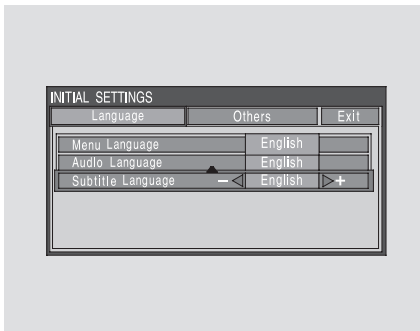 INITIAL SETTINGS
Language Others Exit
Menu Language English
Audio Language English
Subtitle Language – English +